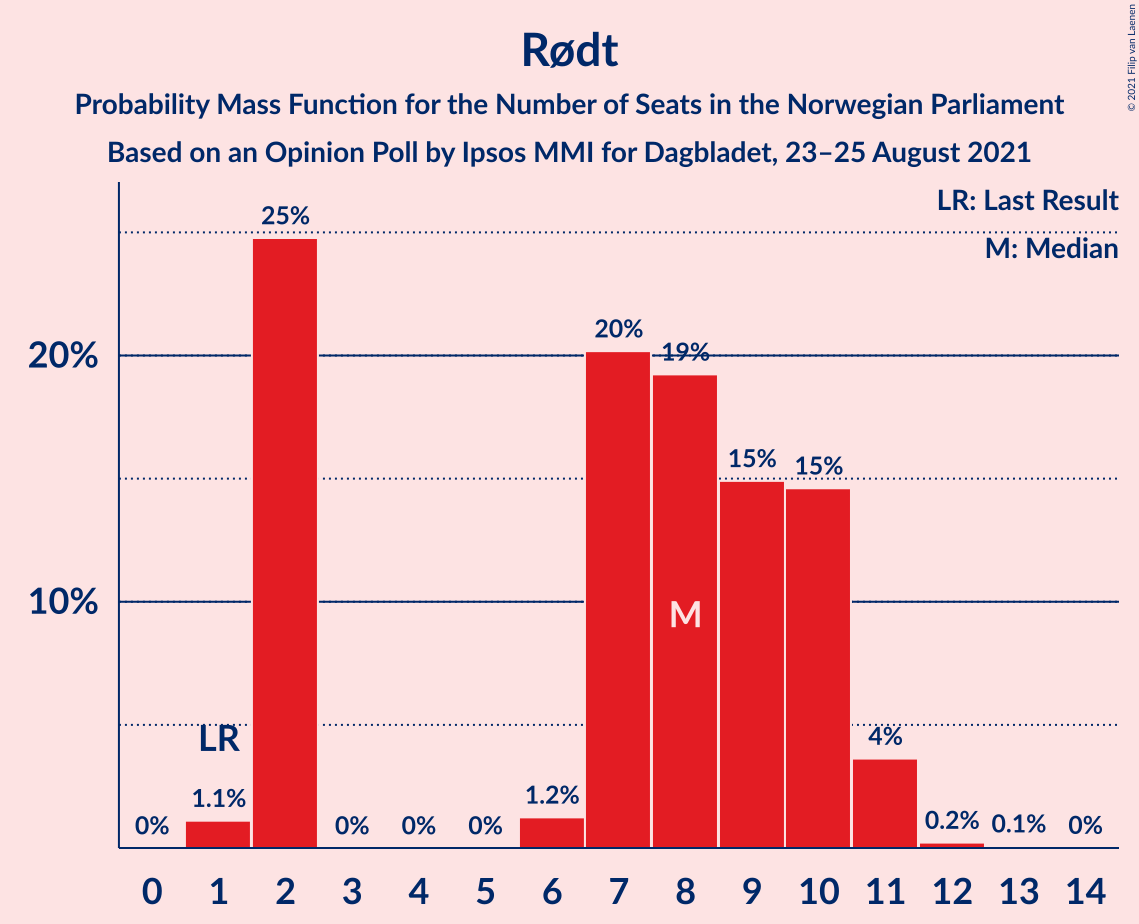 © 2021 Filip van Laenen
Rødt
Probability Mass Function for the Number of Seats in the Norwegian Parliament
Based on an Opinion Poll by Ipsos MMI for Dagbladet, 23–25 August 2021
LR: Last Result
M: Median
25%
20%
20%
19%
15%
15%
10%
M
LR
4%
1.1%
1.2%
0%
0%
0%
0%
0.2%
0.1%
0%
0 1 2 3 4 5 6 7 8 9 10 11 12 13 14